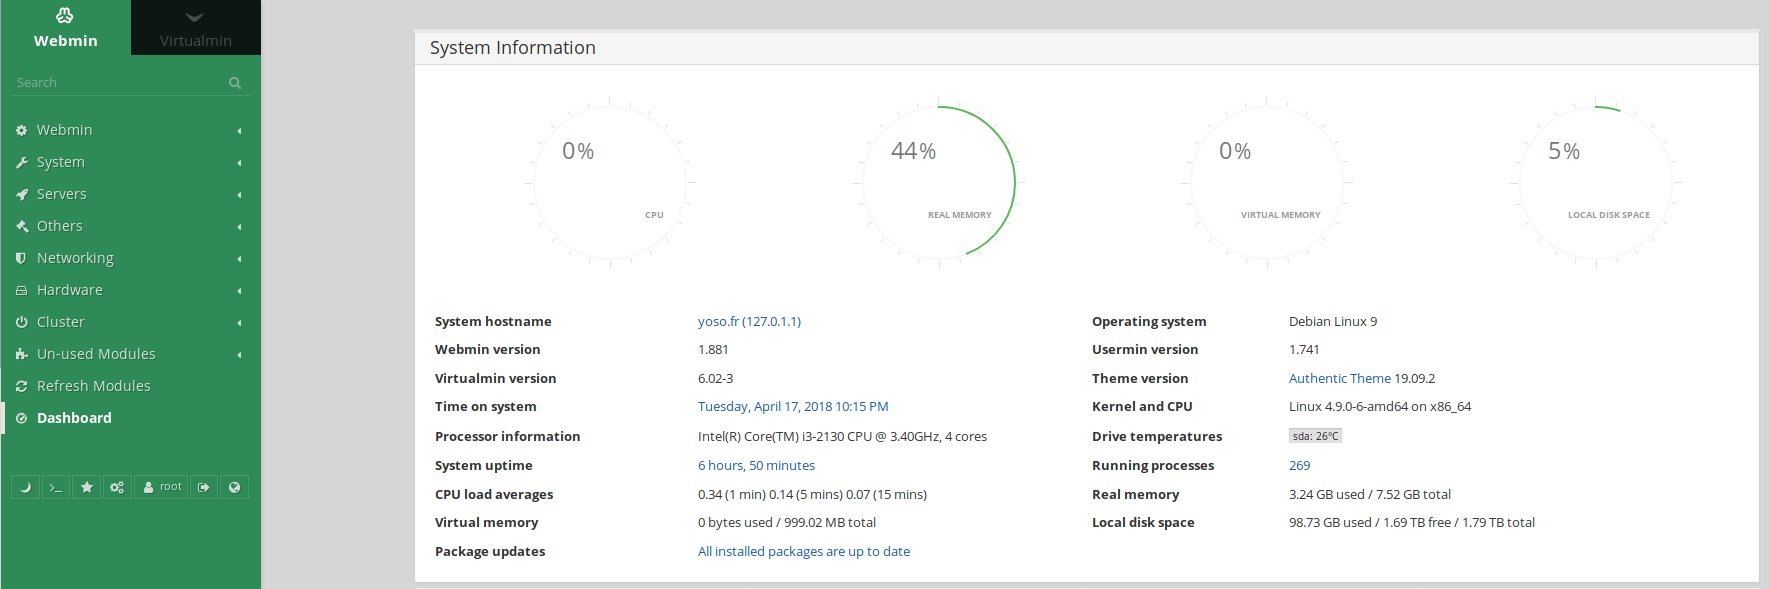 Webmin
Virtualmin
Search
Webmin
System
Servers
Others
Networking
Hardware
Cluster
Un-used Modules
Refresh Modules
Dashboard
root
System Information
0%
CPU
44%
REAL MEMORY
0%
VIRTUAL MEMORY
5%
LOCAL DISK SPACE
System hostname yoso.fr (127.0.1.1) Operating system Debian Linux 9
Webmin version 1.881 Usermin version 1.741
Virtualmin version 6.02-3 Theme version Authentic Theme 19.09.2
Time on system Tuesday, April 17, 2018 10:15 PM Kernel and CPU Linux 4.9.0-6-amd64 on x86_64
Processor information Intel(R) Core(TM) i3-2130 CPU @ 3.40GHz, 4 cores Drive temperatures sda: 26°C
System uptime 6 hours, 50 minutes Running processes 269
CPU load averages 0.34 (1 min) 0.14 (5 mins) 0.07 (15 mins) Real memory 3.24 GB used / 7.52 GB total
Virtual memory 0 bytes used / 999.02 MB total Local disk space 98.73 GB used / 1.69 TB free / 1.79 TB total
Package updates All installed packages are up to date